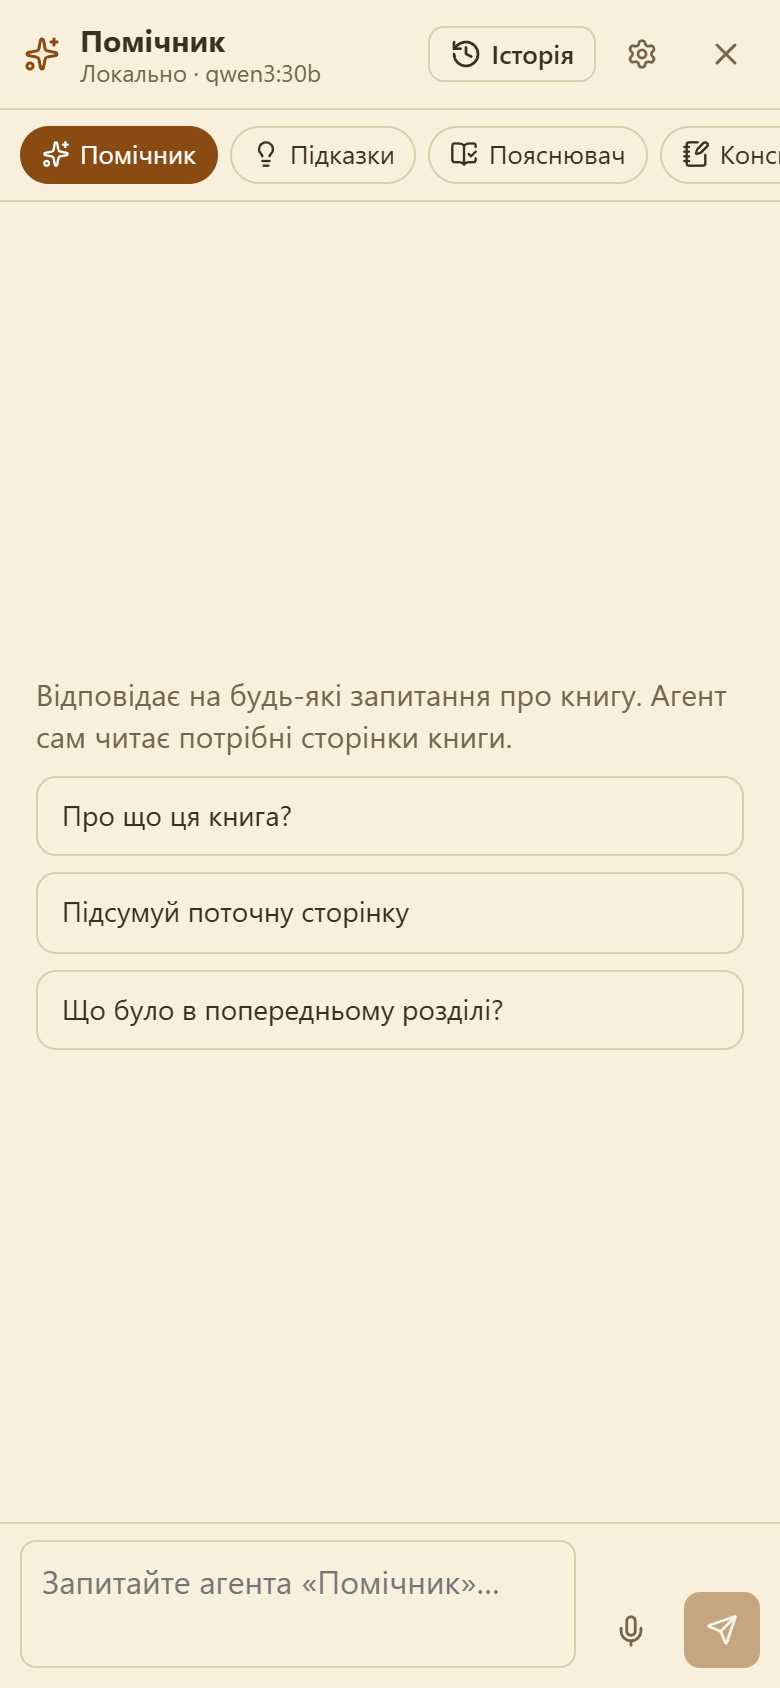 Помічник
Локально · qwen3:30b
Історія
Помічник
Підказки
Пояснювач
Відповідає на будь-які запитання про книгу. Агент
сам читає потрібні сторінки книги.
Про що ця книга?
Підсумуй поточну сторінку
Що було в попередньому розділі?
Запитайте агента «Помічник»...